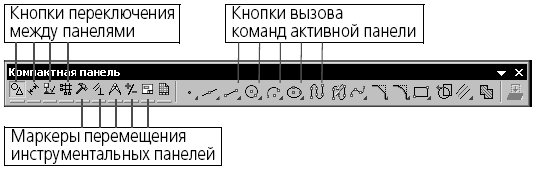 Кнопки переключения
между панелями
Кнопки вызова
команд активной панели
Компактная панель
Маркеры перемещения
инструментальных панелей